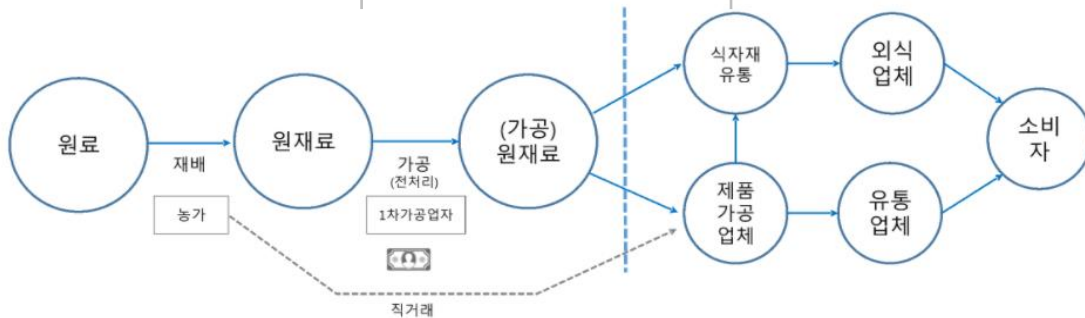 원료
재배
농가
원재료
가공
(전처리)
1차가공업자
(가공)
원재료
식자재
유통
외식
업체
제품
가공
업체
유통
업체
소비
자
직거래